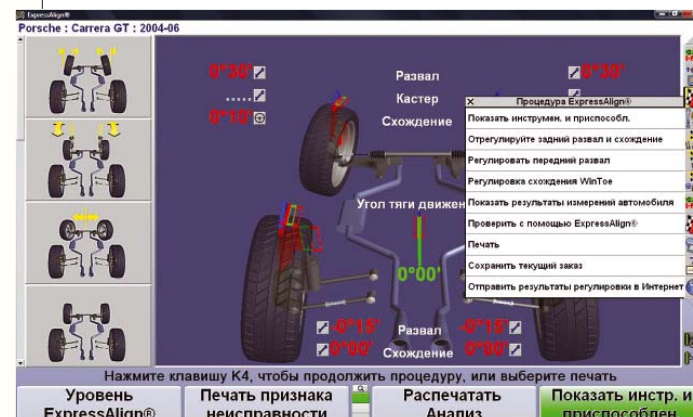 ExpressAlign®
Porsche : Carrera GT : 2004-06
0°30' Развал 0°30'
..... Кастер
0°10' Схождение
Процедура ExpressAlign®
Показать инструмен. и приспособл.
Отрегулируйте задний развал и схождение
Регулировать передний развал
Регулировка схождения WinToe
Показать результаты измерений автомобиля
Проверить с помощью ExpressAlign®
Печать
Сохранить текущий заказ
Отправить результаты регулировки в Интернет
Угол тяги движен
0°00'
-0°15' Развал -0°15'
0°00' Схождение 0°00'
Нажмите клавишу K4, чтобы продолжить процедуру, или выберите печать
Уровень ExpressAlign®
Печать признака неисправности
Распечатать Анализ
Показать инстр. и приспособлен.